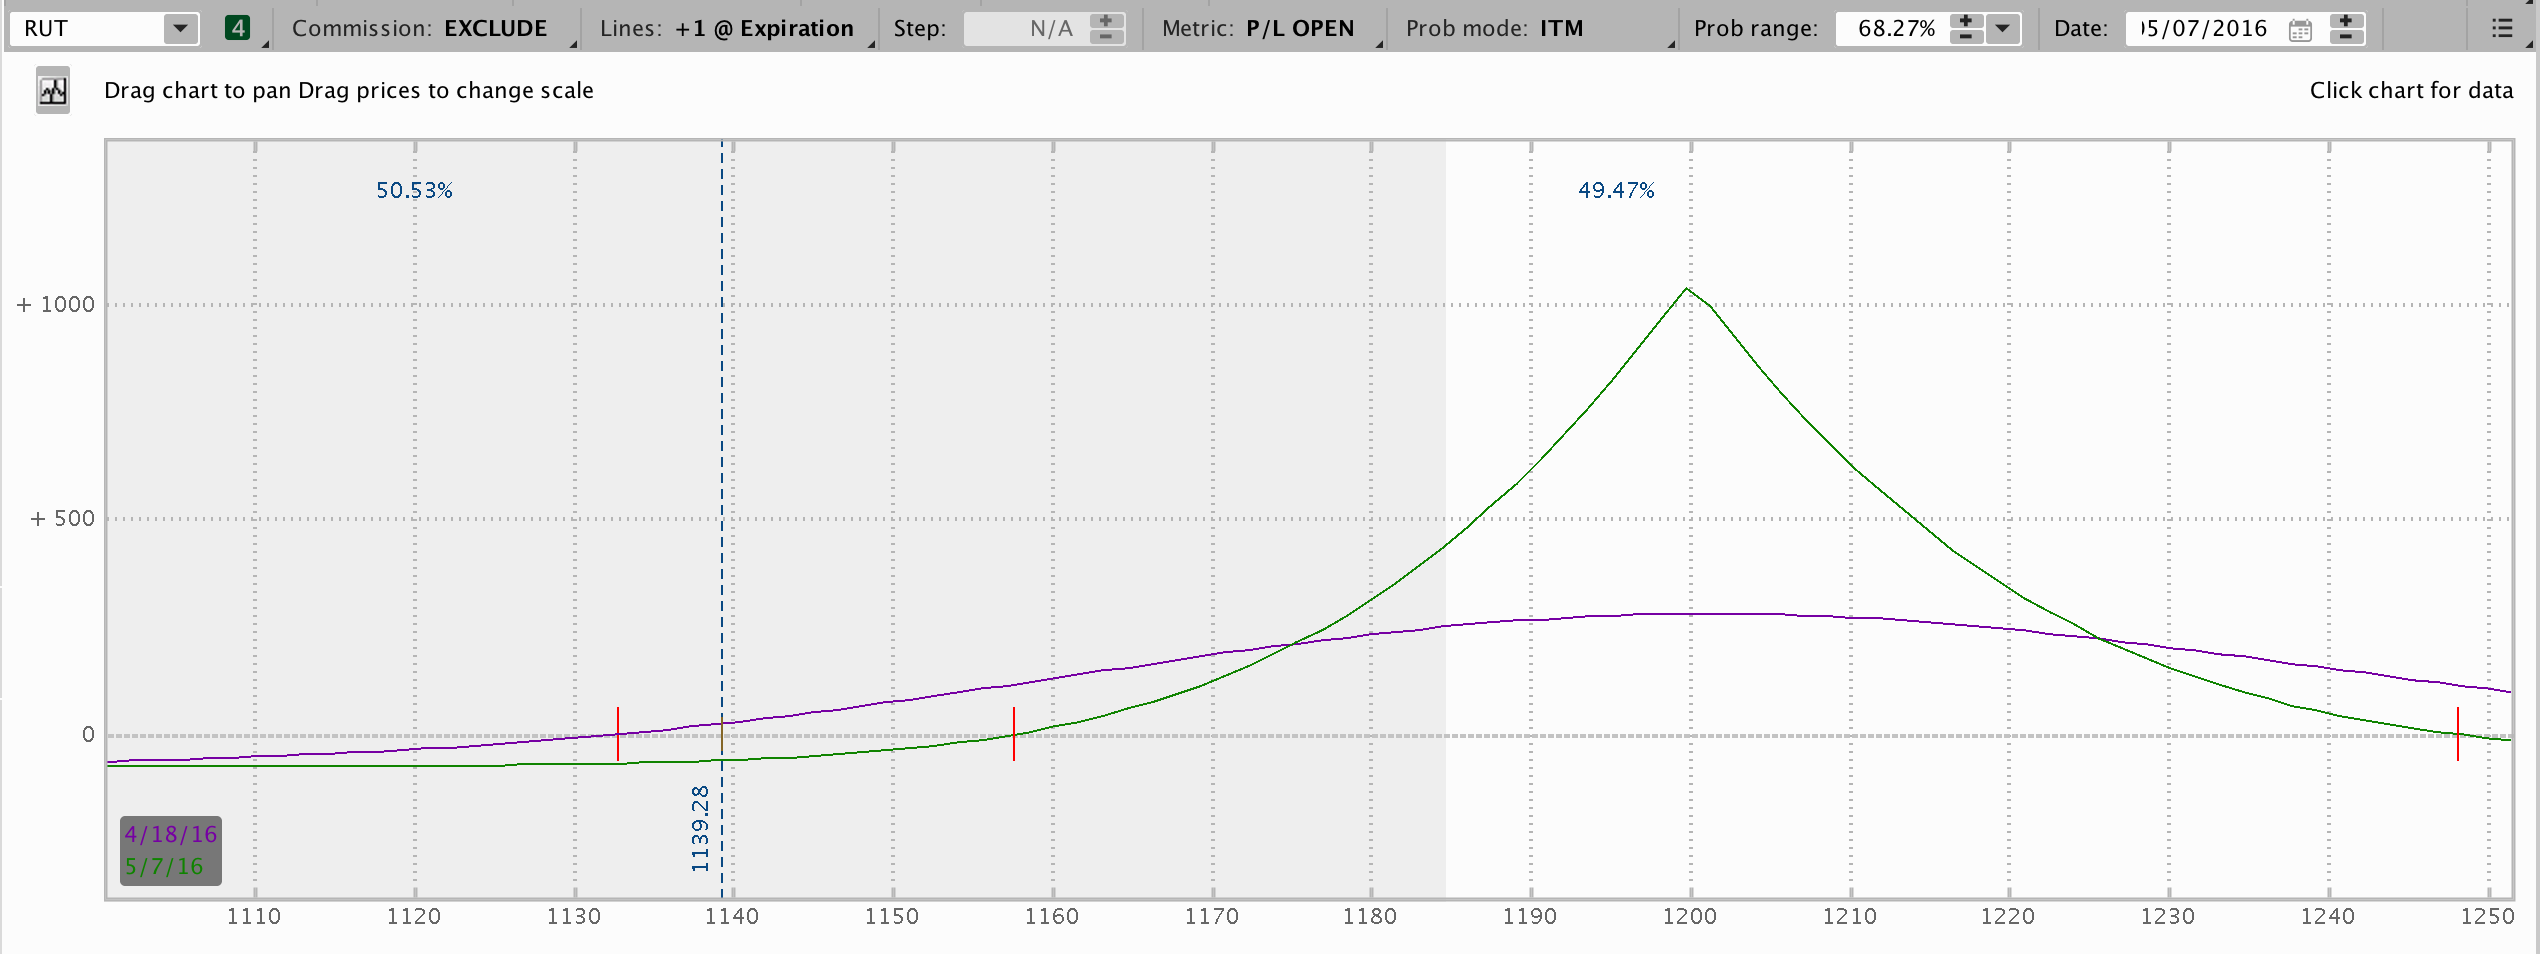 RUT 4 Commission: EXCLUDE Lines: +1 @ Expiration Step: N/A Metric: P/L OPEN Prob mode: ITM Prob range: 68.27% Date: 05/07/2016
Drag chart to pan Drag prices to change scale Click chart for data
50.53% 49.47%
+ 1000
+ 500
0
1139.28
4/18/16
5/7/16
1110 1120 1130 1140 1150 1160 1170 1180 1190 1200 1210 1220 1230 1240 1250